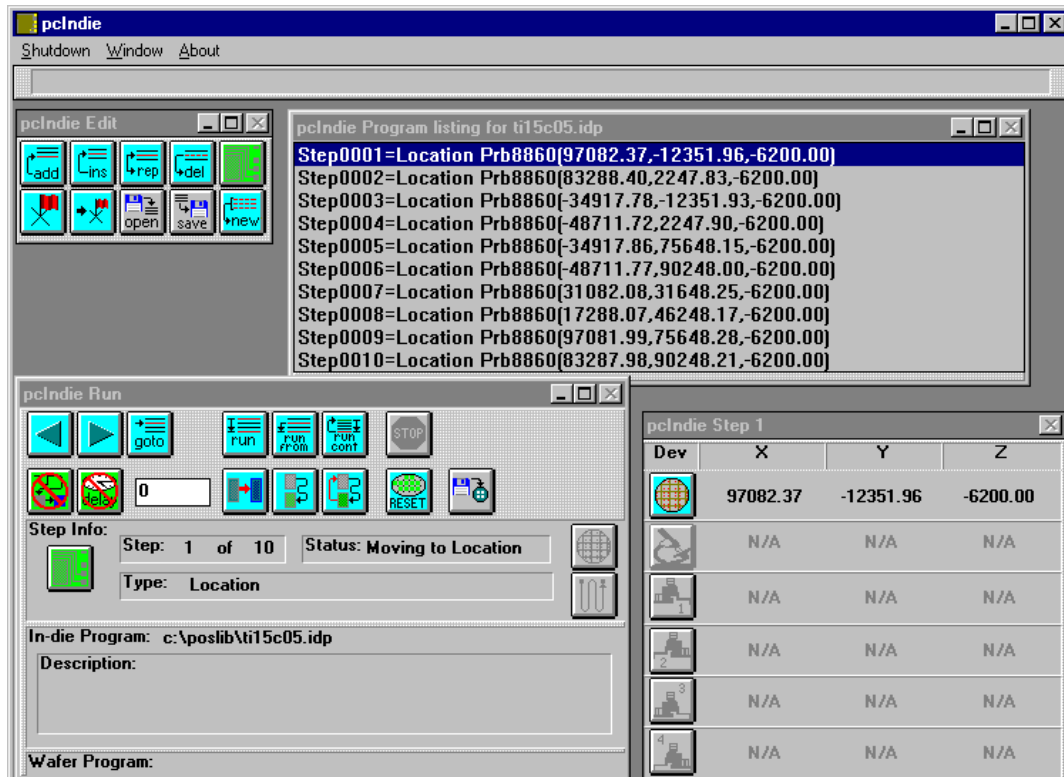 pcIndie
Shutdown Window About
pcIndie Edit
add ins rep del
open save new
pcIndie Program listing for ti15c05.idp
Step0001=Location Prb8860(97082.37,-12351.96,-6200.00)
Step0002=Location Prb8860(83288.40,2247.83,-6200.00)
Step0003=Location Prb8860(-34917.78,-12351.93,-6200.00)
Step0004=Location Prb8860(-48711.72,2247.90,-6200.00)
Step0005=Location Prb8860(-34917.86,75648.15,-6200.00)
Step0006=Location Prb8860(-48711.77,90248.00,-6200.00)
Step0007=Location Prb8860(31082.08,31648.25,-6200.00)
Step0008=Location Prb8860(17288.07,46248.17,-6200.00)
Step0009=Location Prb8860(97081.99,75648.28,-6200.00)
Step0010=Location Prb8860(83287.98,90248.21,-6200.00)
pcIndie Run
goto run run from run cont STOP
delay 0 RESET
Step Info:
Step: 1 of 10 Status: Moving to Location
Type: Location
In-die Program: c:\poslib\ti15c05.idp
Description:
Wafer Program:
pcIndie Step 1
Dev X Y Z
97082.37 -12351.96 -6200.00
N/A N/A N/A
1 N/A N/A N/A
2 N/A N/A N/A
3 N/A N/A N/A
4 N/A N/A N/A